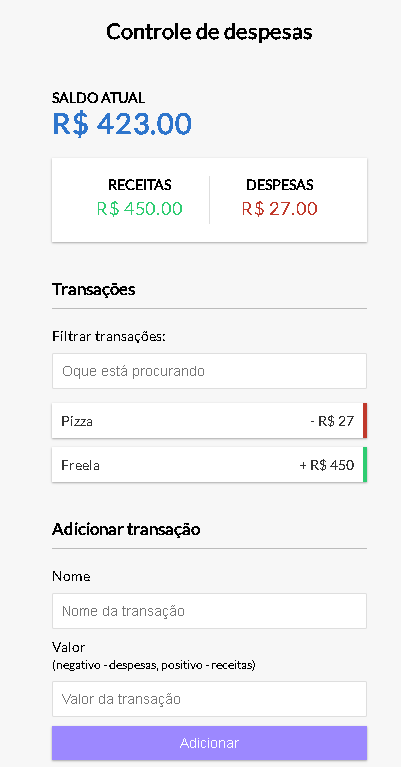 Controle de despesas
SALDO ATUAL
R$ 423.00
RECEITAS
R$ 450.00
DESPESAS
R$ 27.00
Transações
Filtrar transações:
Oque está procurando
Pizza - R$ 27
Freela + R$ 450
Adicionar transação
Nome
Nome da transação
Valor
(negativo - despesas, positivo - receitas)
Valor da transação
Adicionar